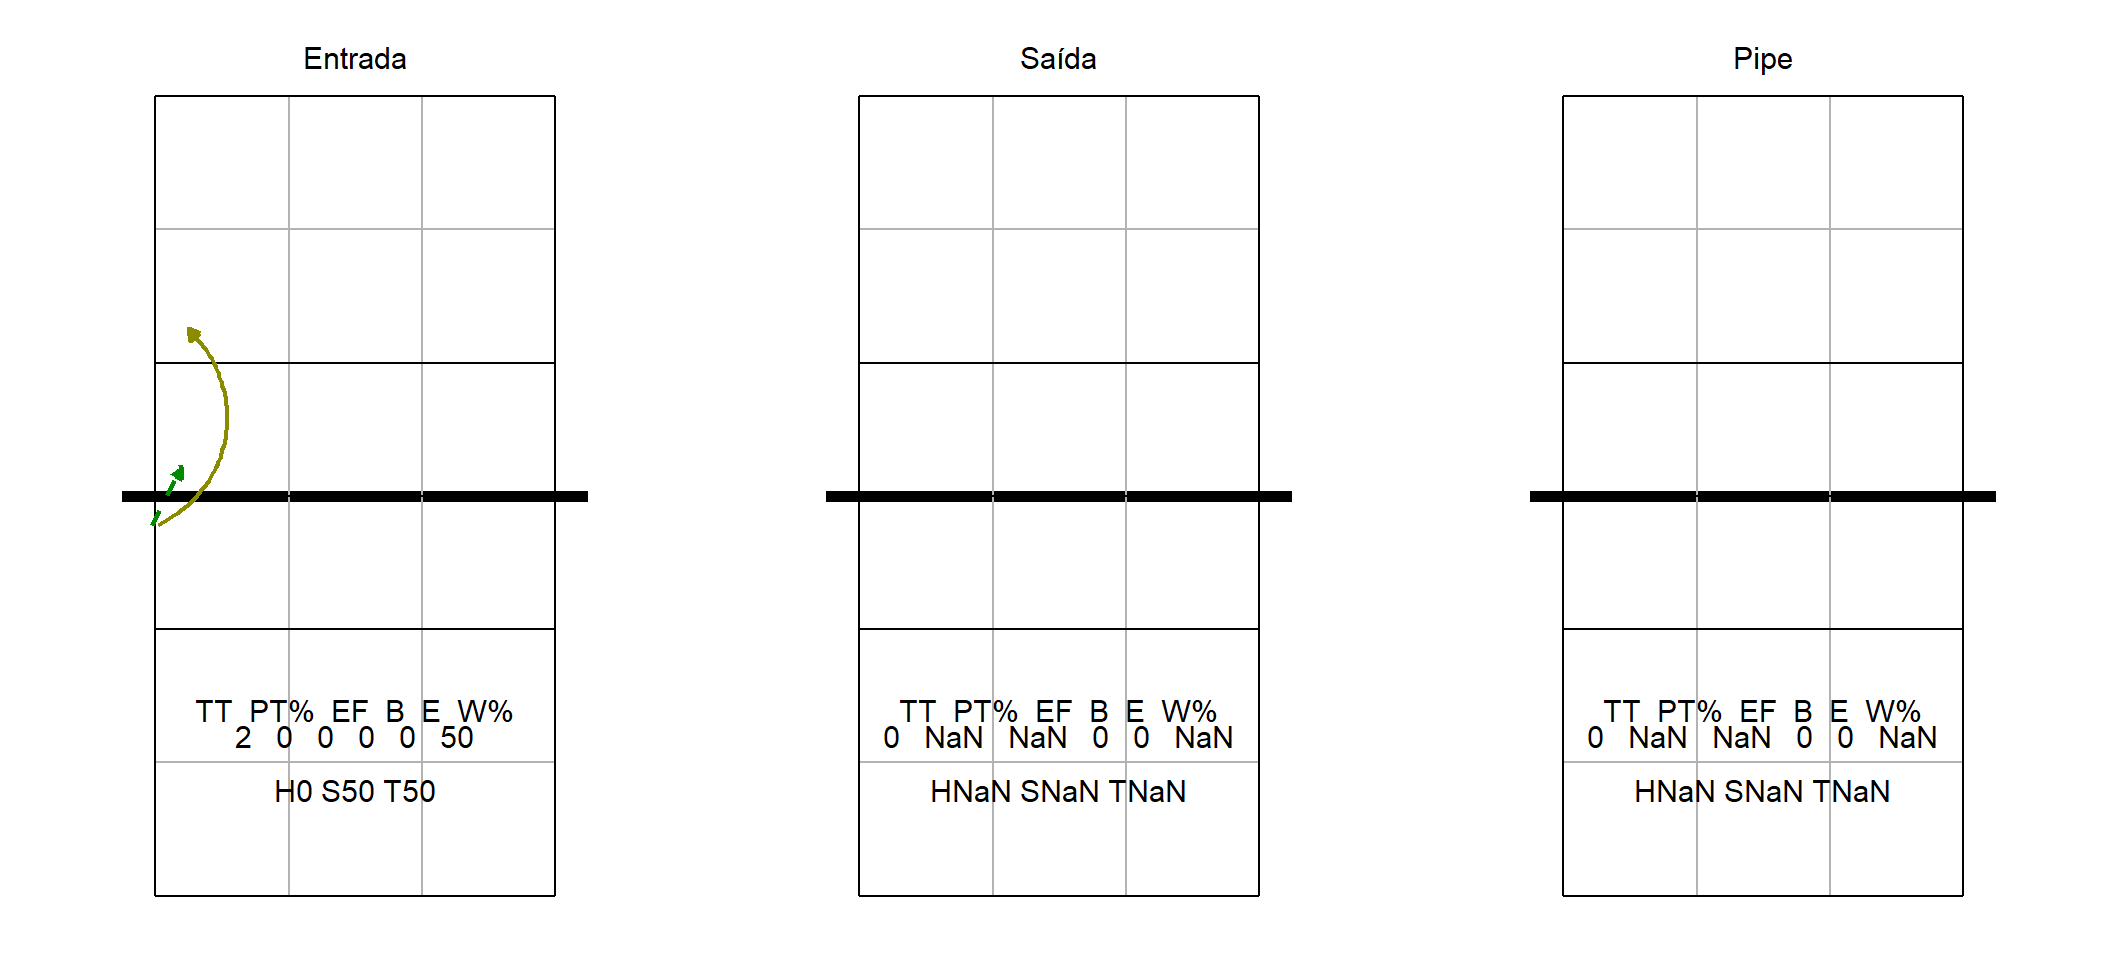 Entrada
TT PT% EF B E W%
2 0 0 0 0 50
H0 S50 T50
Saída
TT PT% EF B E W%
0 NaN NaN 0 0 NaN
HNaN SNaN TNaN
Pipe
TT PT% EF B E W%
0 NaN NaN 0 0 NaN
HNaN SNaN TNaN